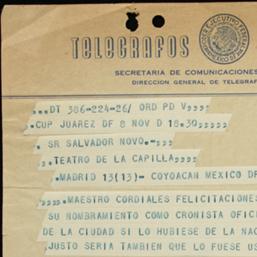 TELEGRAFOS
SECRETARIA DE COMUNICACIONES
DIRECCION GENERAL DE TELEGRAF
...DT 386-224-26/ ORD PD V,,,,
CUP JUAREZ DF 8 NOV D 18.30,,,,,
SR SALVADOR NOVO.-,,,
TEATRO DE LA CAPILLA,,,,,
.MADRID 13(13)- COYOACAN MEXICO DF
,,,,.MAESTRO CORDIALES FELICITACIONES
SU NOMBRAMIENTO COMO CRONISTA OFIC
DE LA CIUDAD SI LO HUBIESE DE LA NAC
JUSTO SERIA TAMBIEN QUE LO FUESE US